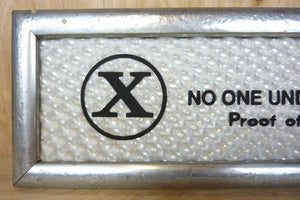 X
NO ONE UND
Proof of